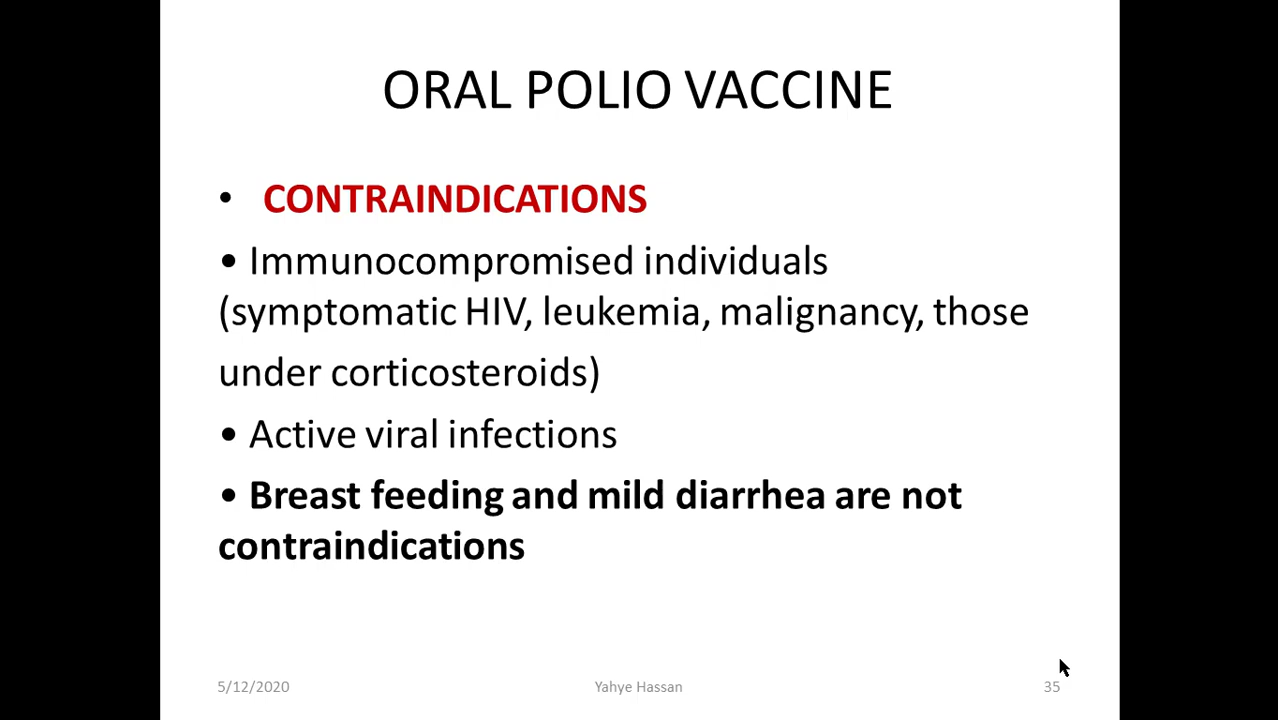 ORAL POLIO VACCINE
• CONTRAINDICATIONS
• Immunocompromised individuals
(symptomatic HIV, leukemia, malignancy, those
under corticosteroids)
• Active viral infections
• Breast feeding and mild diarrhea are not
contraindications
5/12/2020
Yahye Hassan
35